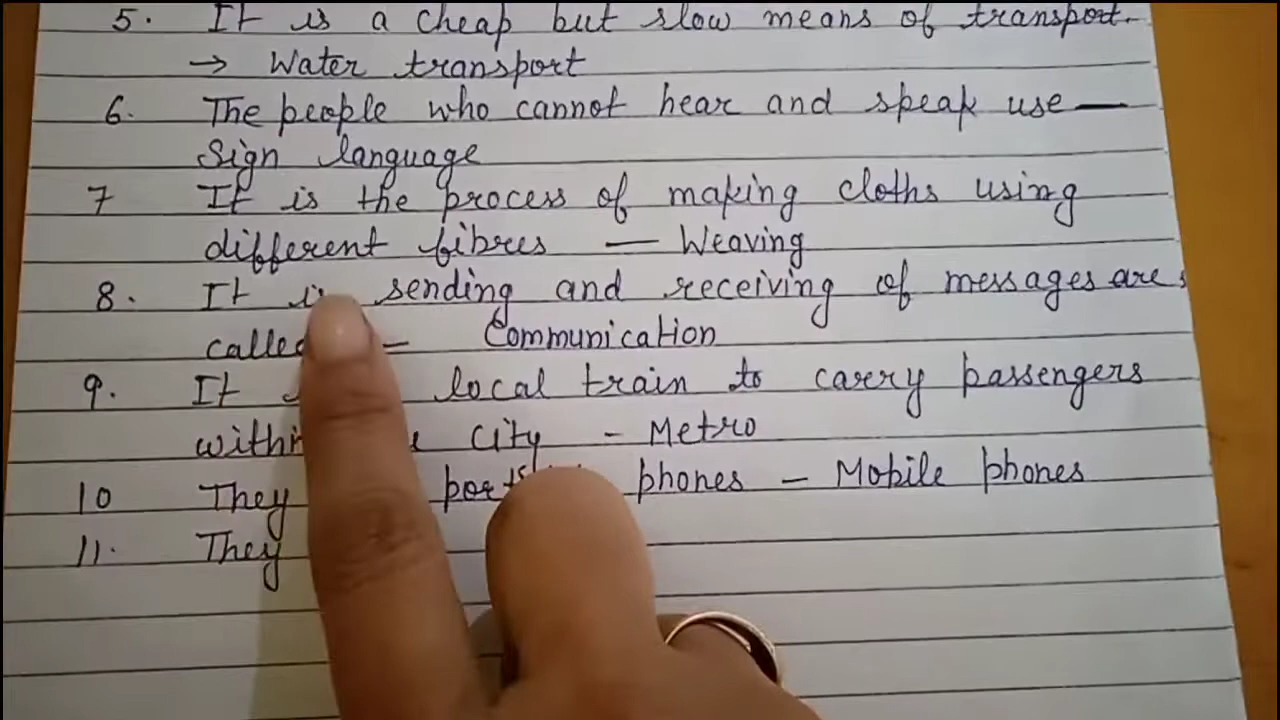 5. It is a cheap but slow means of transport.
→ Water transport
6. The people who cannot hear and speak use —
Sign language
7 It is the process of making cloths using
different fibres — Weaving
8. It is sending and receiving of messages are
called — Communication
9. It local train to carry passengers
within city - Metro
10 They phones - Mobile phones
11. They